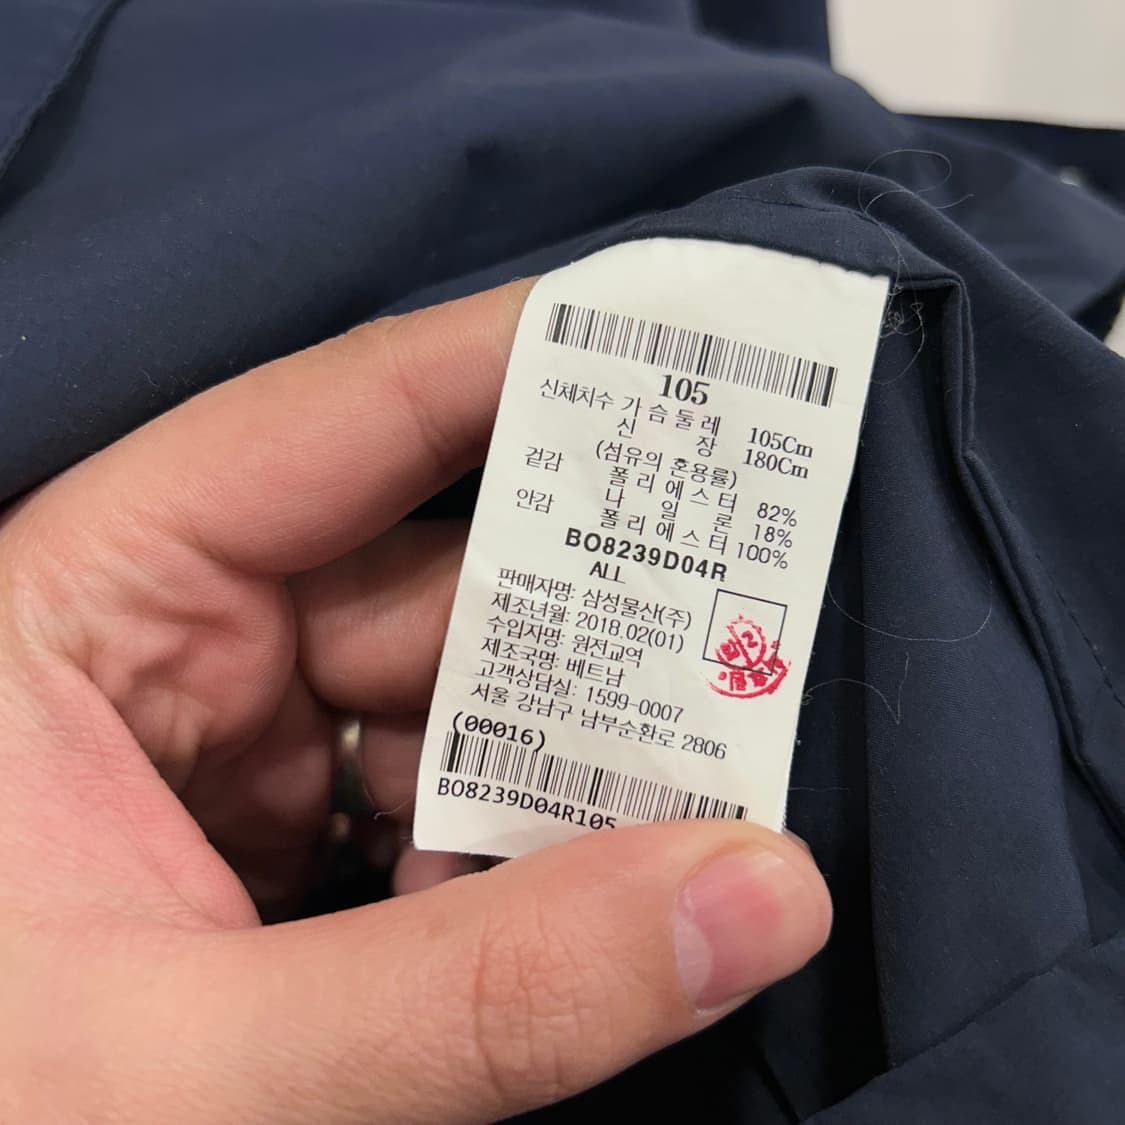 105
신체치수 가슴둘레 105Cm
신장 180Cm
(섬유의 혼용률)
겉감 폴리에스터 82%
나일론 18%
안감 폴리에스터 100%
BO8239D04R
ALL
판매자명: 삼성물산(주)
제조년월: 2018.02(01)
수입자명: 원전교역
제조국명: 베트남
고객상담실: 1599-0007
서울 강남구 남부순환로 2806
(00016)
BO8239D04R105